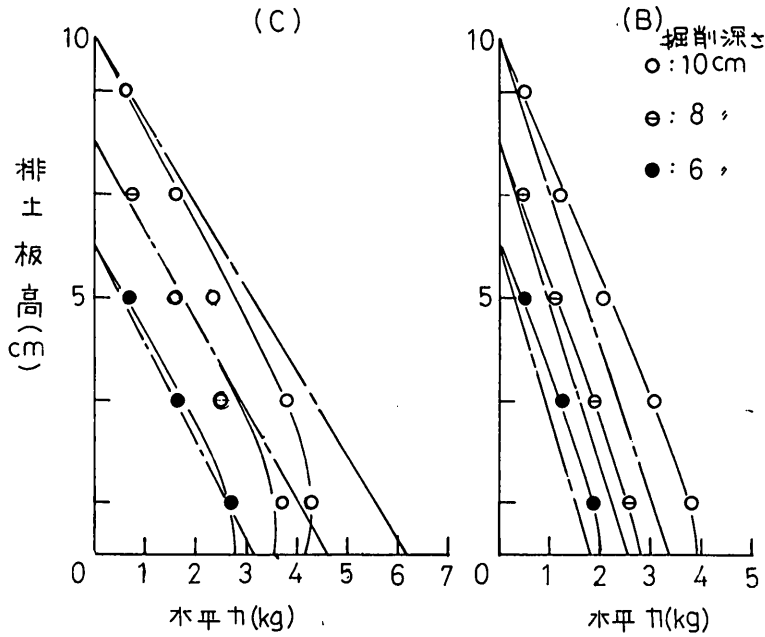 (C)
(B)
掘削深さ
○ : 10cm
⊖ : 8 〃
● : 6 〃
排土板高(cm)
10
5
0
1 2 3 4 5 6 7
水平力(kg)
10
5
0
1 2 3 4 5
水平力(kg)